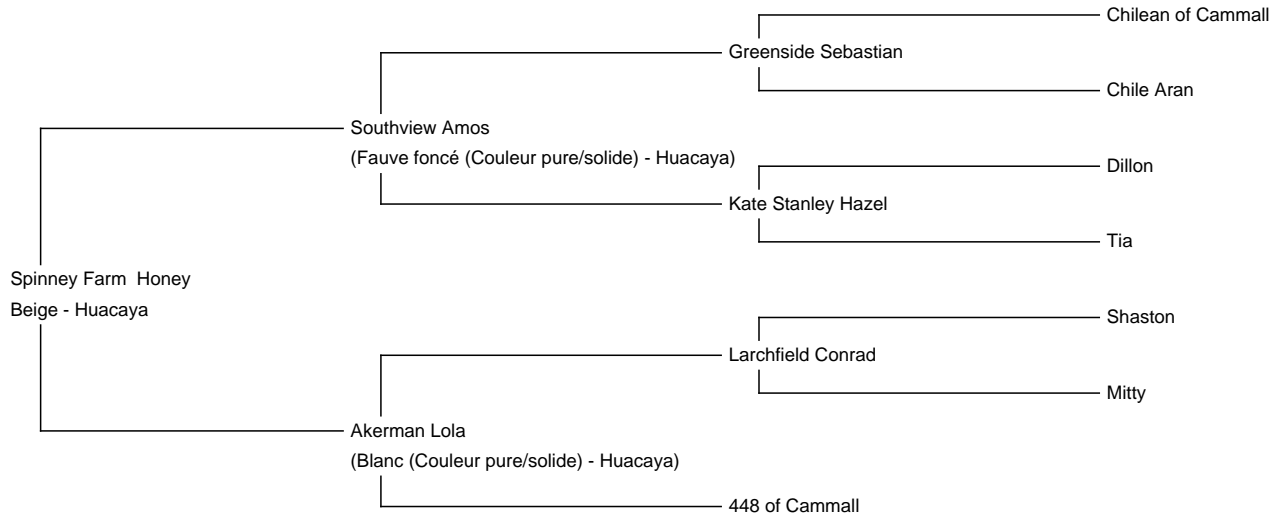 Chilean of Cammall
Greenside Sebastian
Chile Aran
Southview Amos
(Fauve foncé (Couleur pure/solide) - Huacaya)
Dillon
Kate Stanley Hazel
Tia
Spinney Farm  Honey
Beige - Huacaya
Shaston
Larchfield Conrad
Mitty
Akerman Lola
(Blanc (Couleur pure/solide) - Huacaya)
448 of Cammall